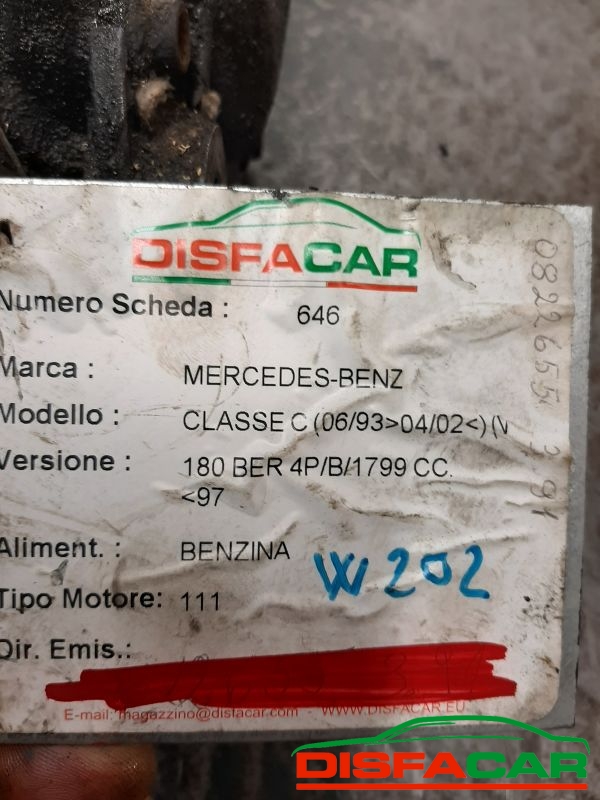 DISFACAR
Numero Scheda : 646
Marca : MERCEDES-BENZ
Modello : CLASSE C (06/93>04/02<) (V
Versione : 180 BER 4P/B/1799 CC.
<97
Aliment. : BENZINA
W202
Tipo Motore: 111
Dir. Emis.:
E-mail: magazzino@disfacar.com - WWW.DISFACAR.EU
DISFACAR